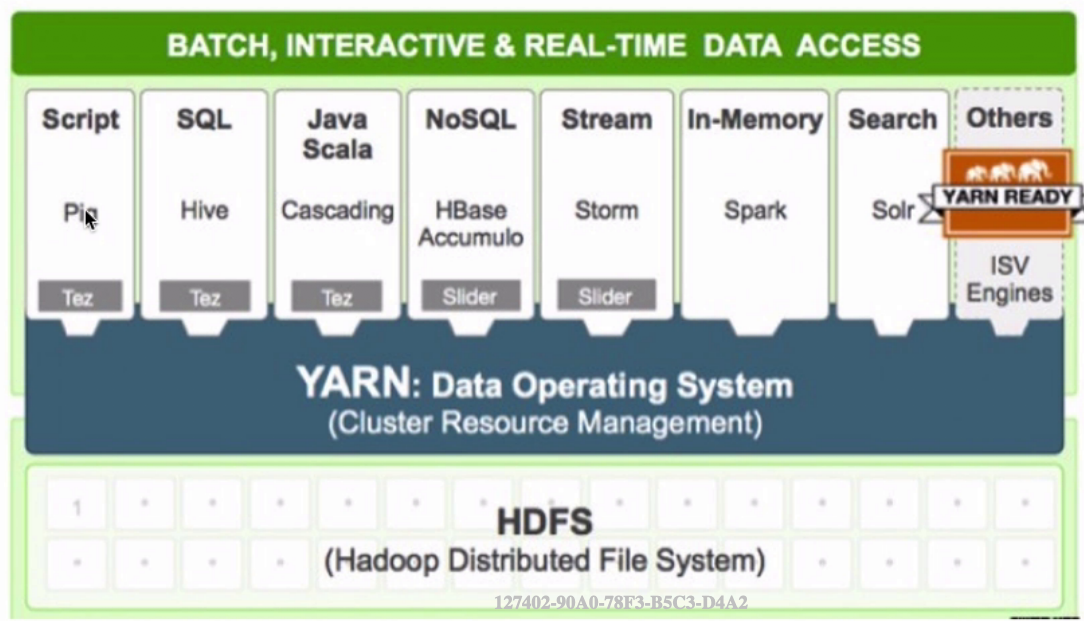 BATCH, INTERACTIVE & REAL-TIME DATA ACCESS
Script
Pig
Tez
SQL
Hive
Tez
Java
Scala
Cascading
Tez
NoSQL
HBase
Accumulo
Slider
Stream
Storm
Slider
In-Memory
Spark
Search
Solr
Others
YARN READY
ISV
Engines
YARN: Data Operating System
(Cluster Resource Management)
1
HDFS
(Hadoop Distributed File System)
127402-90A0-78F3-B5C3-D4A2